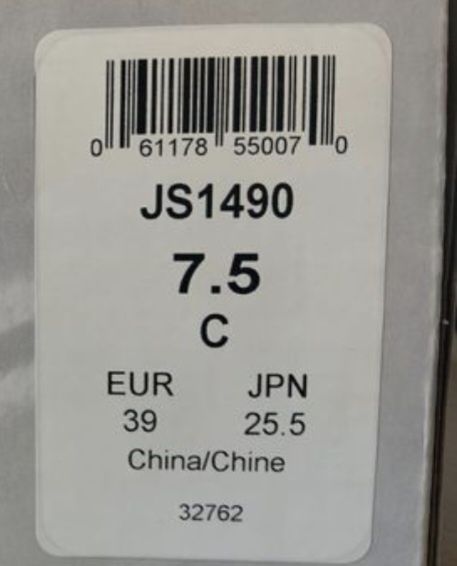 0 61178 55007 0
JS1490
7.5
C
EUR JPN
39 25.5
China/Chine
32762